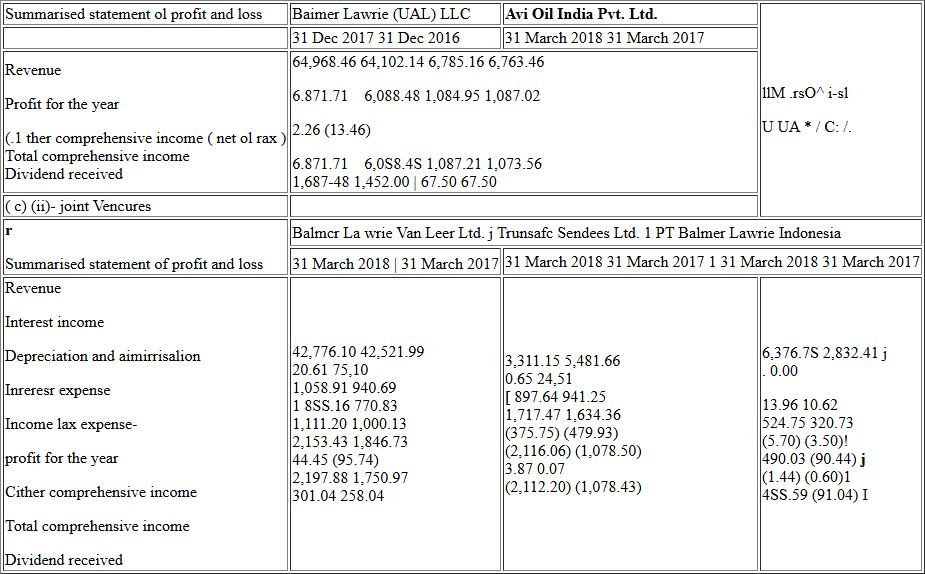 Summarised statement ol profit and loss
Baimer Lawrie (UAL) LLC
Avi Oil India Pvt. Ltd.
31 Dec 2017 31 Dec 2016
31 March 2018 31 March 2017
Revenue
Profit for the year
(.1 ther comprehensive income ( net ol rax )
Total comprehensive income
Dividend received
64,968.46 64,102.14 6,785.16 6,763.46
6.871.71 6,088.48 1,084.95 1,087.02
2.26 (13.46)
6.871.71 6,0S8.4S 1,087.21 1,073.56
1,687-48 1,452.00 | 67.50 67.50
llM .rsO^ i-sl
U UA * / C: /.
( c) (ii)- joint Vencures
r
Summarised statement of profit and loss
Balmcr La wrie Van Leer Ltd. j Trunsafc Sendees Ltd. 1 PT Balmer Lawrie Indonesia
31 March 2018 | 31 March 2017
31 March 2018 31 March 2017 1 31 March 2018 31 March 2017
Revenue
Interest income
Depreciation and aimirrisalion
Inreresr expense
Income lax expense-
profit for the year
Cither comprehensive income
Total comprehensive income
Dividend received
42,776.10 42,521.99
20.61 75,10
1,058.91 940.69
1 8SS.16 770.83
1,111.20 1,000.13
2,153.43 1,846.73
44.45 (95.74)
2,197.88 1,750.97
301.04 258.04
3,311.15 5,481.66
0.65 24,51
[ 897.64 941.25
1,717.47 1,634.36
(375.75) (479.93)
(2,116.06) (1,078.50)
3.87 0.07
(2,112.20) (1,078.43)
6,376.7S 2,832.41 j
. 0.00
13.96 10.62
524.75 320.73
(5.70) (3.50)!
490.03 (90.44) j
(1.44) (0.60)1
4SS.59 (91.04) I